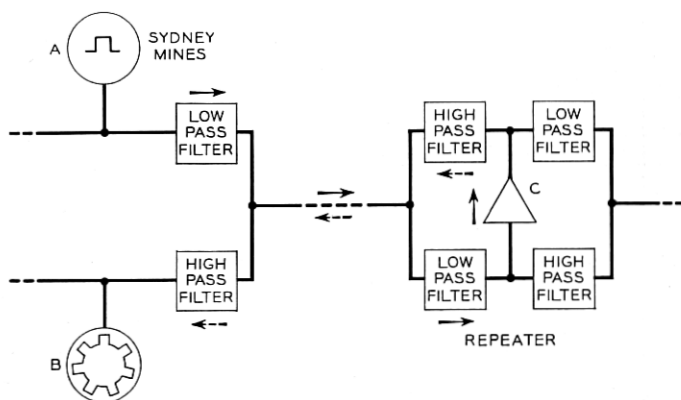 A
SYDNEY
MINES
LOW
PASS
FILTER
HIGH
PASS
FILTER
B
HIGH
PASS
FILTER
LOW
PASS
FILTER
C
LOW
PASS
FILTER
HIGH
PASS
FILTER
REPEATER